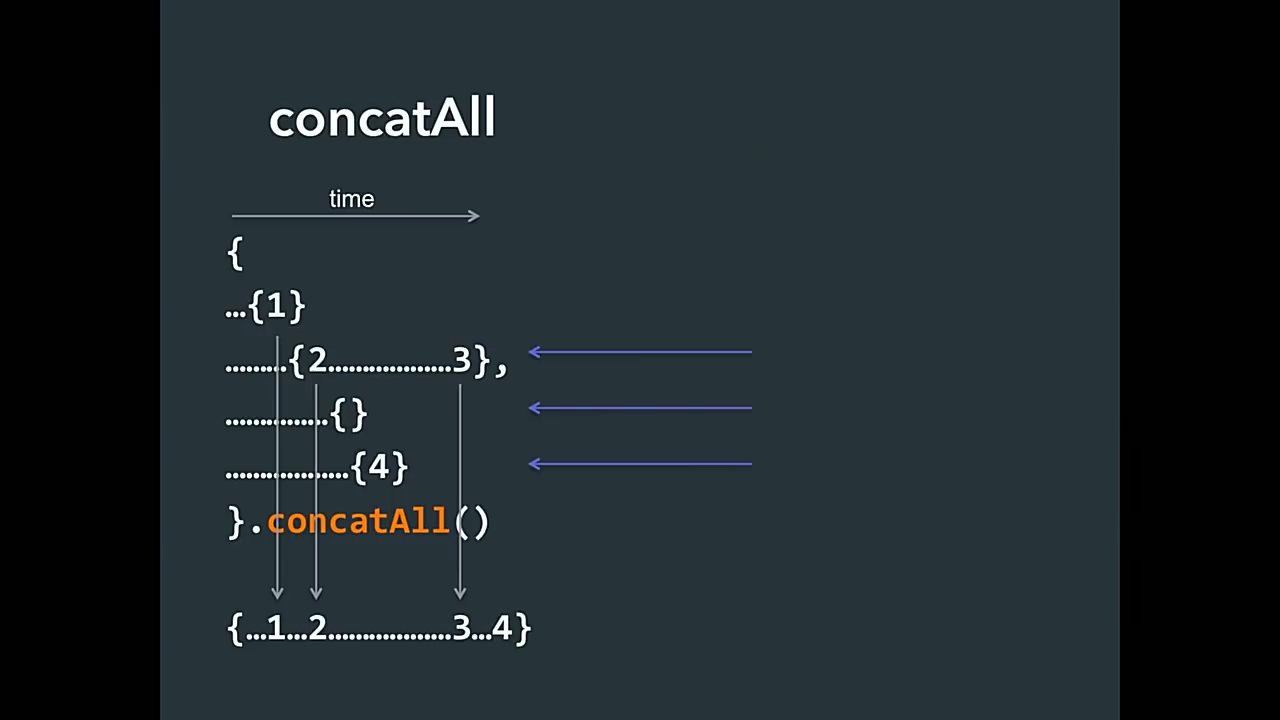 concatAll
time
{
…{1}
………{2………………3},
……………{}
………………{4}
}.concatAll()
{…1…2………………3…4}